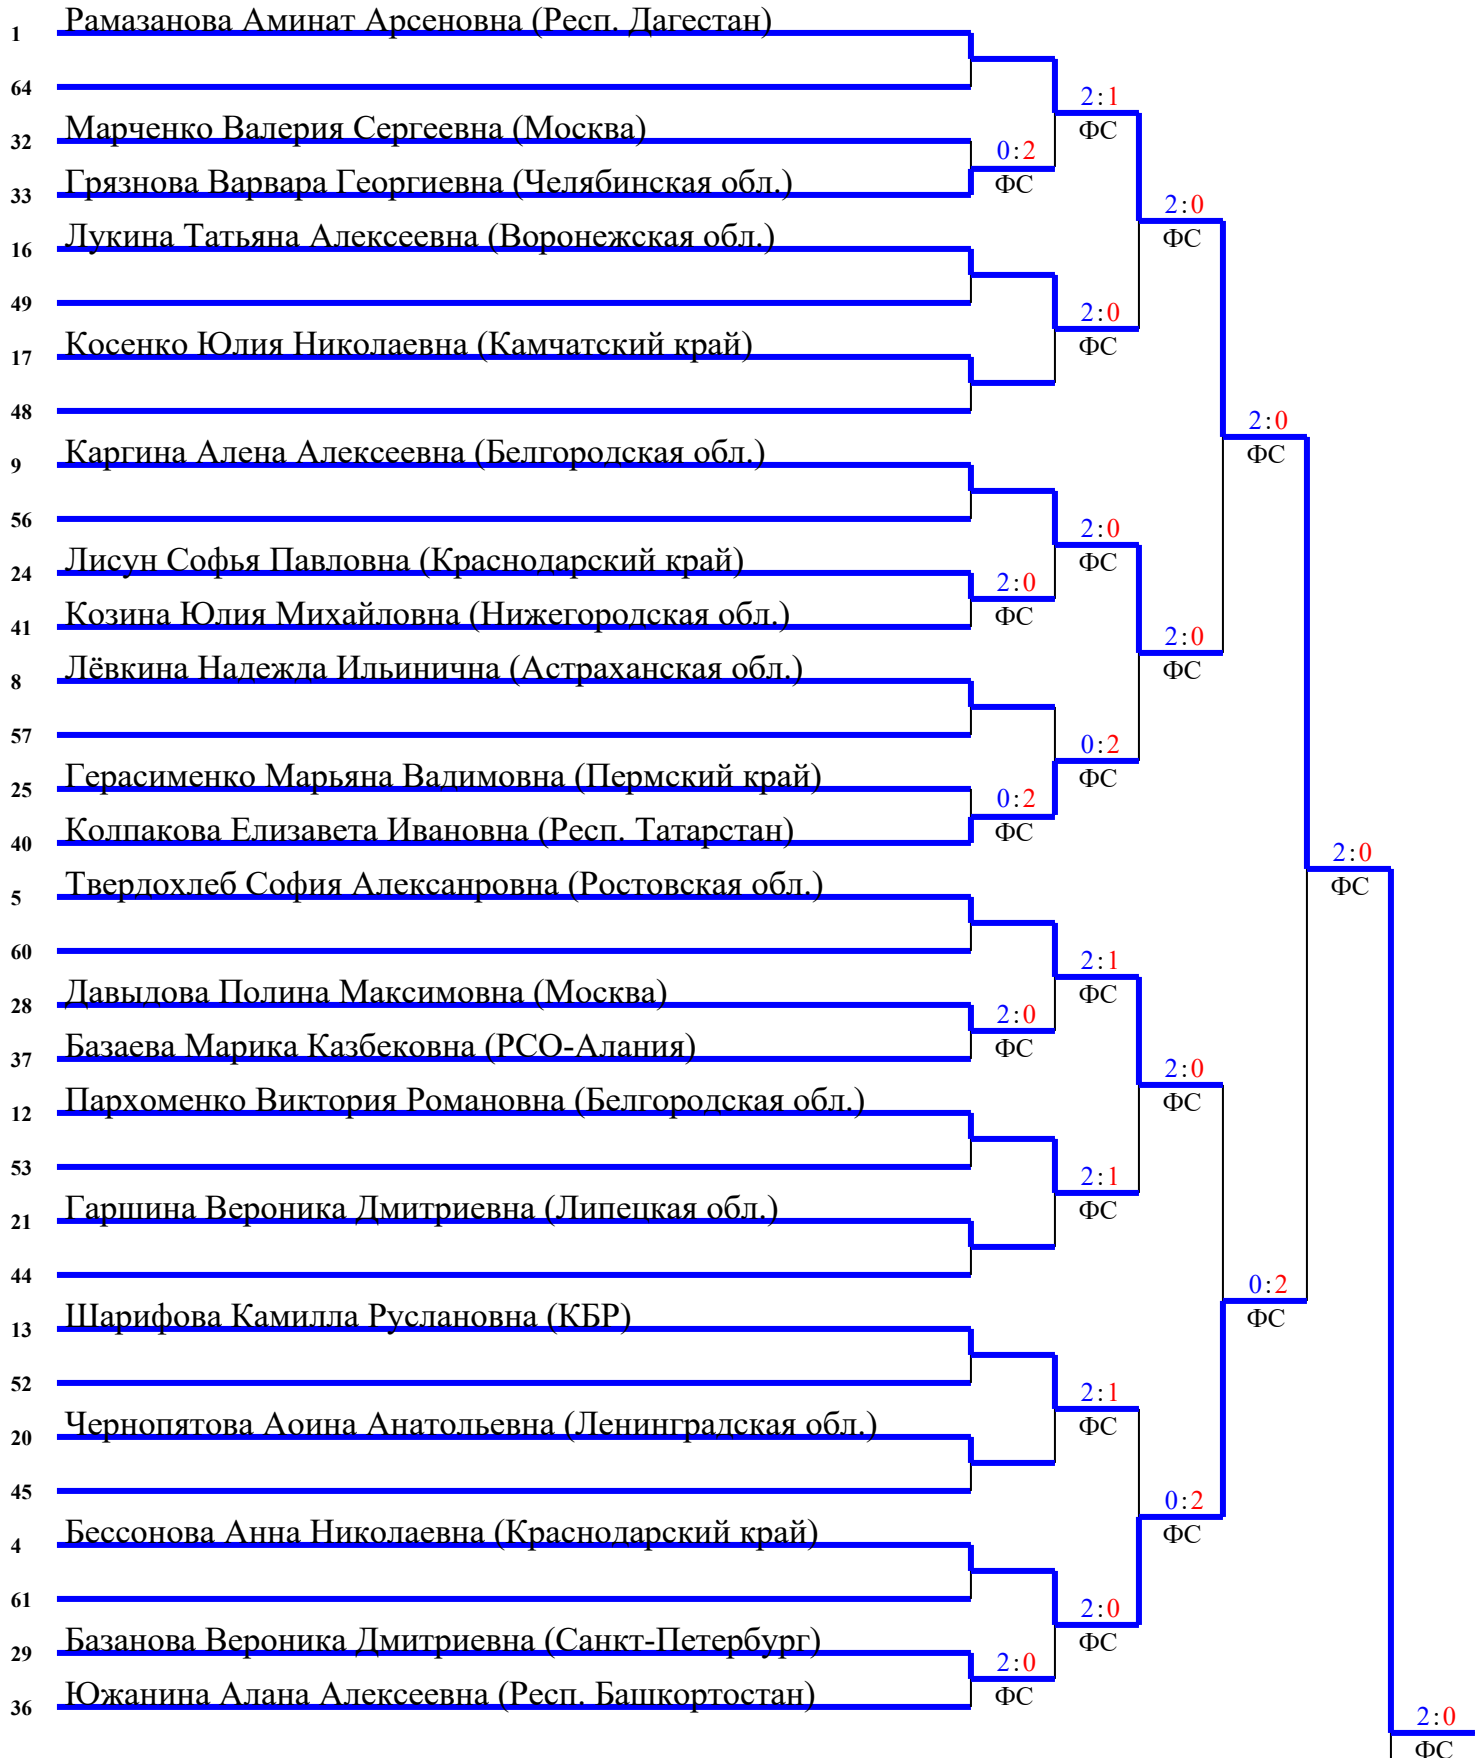 1 Рамазанова Аминат Арсеновна (Респ. Дагестан)
64
2:1
ФС
32 Марченко Валерия Сергеевна (Москва)
0:2
ФС
33 Грязнова Варвара Георгиевна (Челябинская обл.)
2:0
ФС
16 Лукина Татьяна Алексеевна (Воронежская обл.)
49
2:0
ФС
17 Косенко Юлия Николаевна (Камчатский край)
48
2:0
ФС
9 Каргина Алена Алексеевна (Белгородская обл.)
56
2:0
ФС
24 Лисун Софья Павловна (Краснодарский край)
2:0
ФС
41 Козина Юлия Михайловна (Нижегородская обл.)
2:0
ФС
8 Лёвкина Надежда Ильинична (Астраханская обл.)
57
0:2
ФС
25 Герасименко Марьяна Вадимовна (Пермский край)
0:2
ФС
40 Колпакова Елизавета Ивановна (Респ. Татарстан)
2:0
ФС
5 Твердохлеб София Алексанровна (Ростовская обл.)
60
2:1
ФС
28 Давыдова Полина Максимовна (Москва)
2:0
ФС
37 Базаева Марика Казбековна (РСО-Алания)
2:0
ФС
12 Пархоменко Виктория Романовна (Белгородская обл.)
53
2:1
ФС
21 Гаршина Вероника Дмитриевна (Липецкая обл.)
44
0:2
ФС
13 Шарифова Камилла Руслановна (КБР)
52
2:1
ФС
20 Чернопятова Аоина Анатольевна (Ленинградская обл.)
45
0:2
ФС
4 Бессонова Анна Николаевна (Краснодарский край)
61
2:0
ФС
29 Базанова Вероника Дмитриевна (Санкт-Петербург)
2:0
ФС
36 Южанина Алана Алексеевна (Респ. Башкортостан)
2:0
ФС